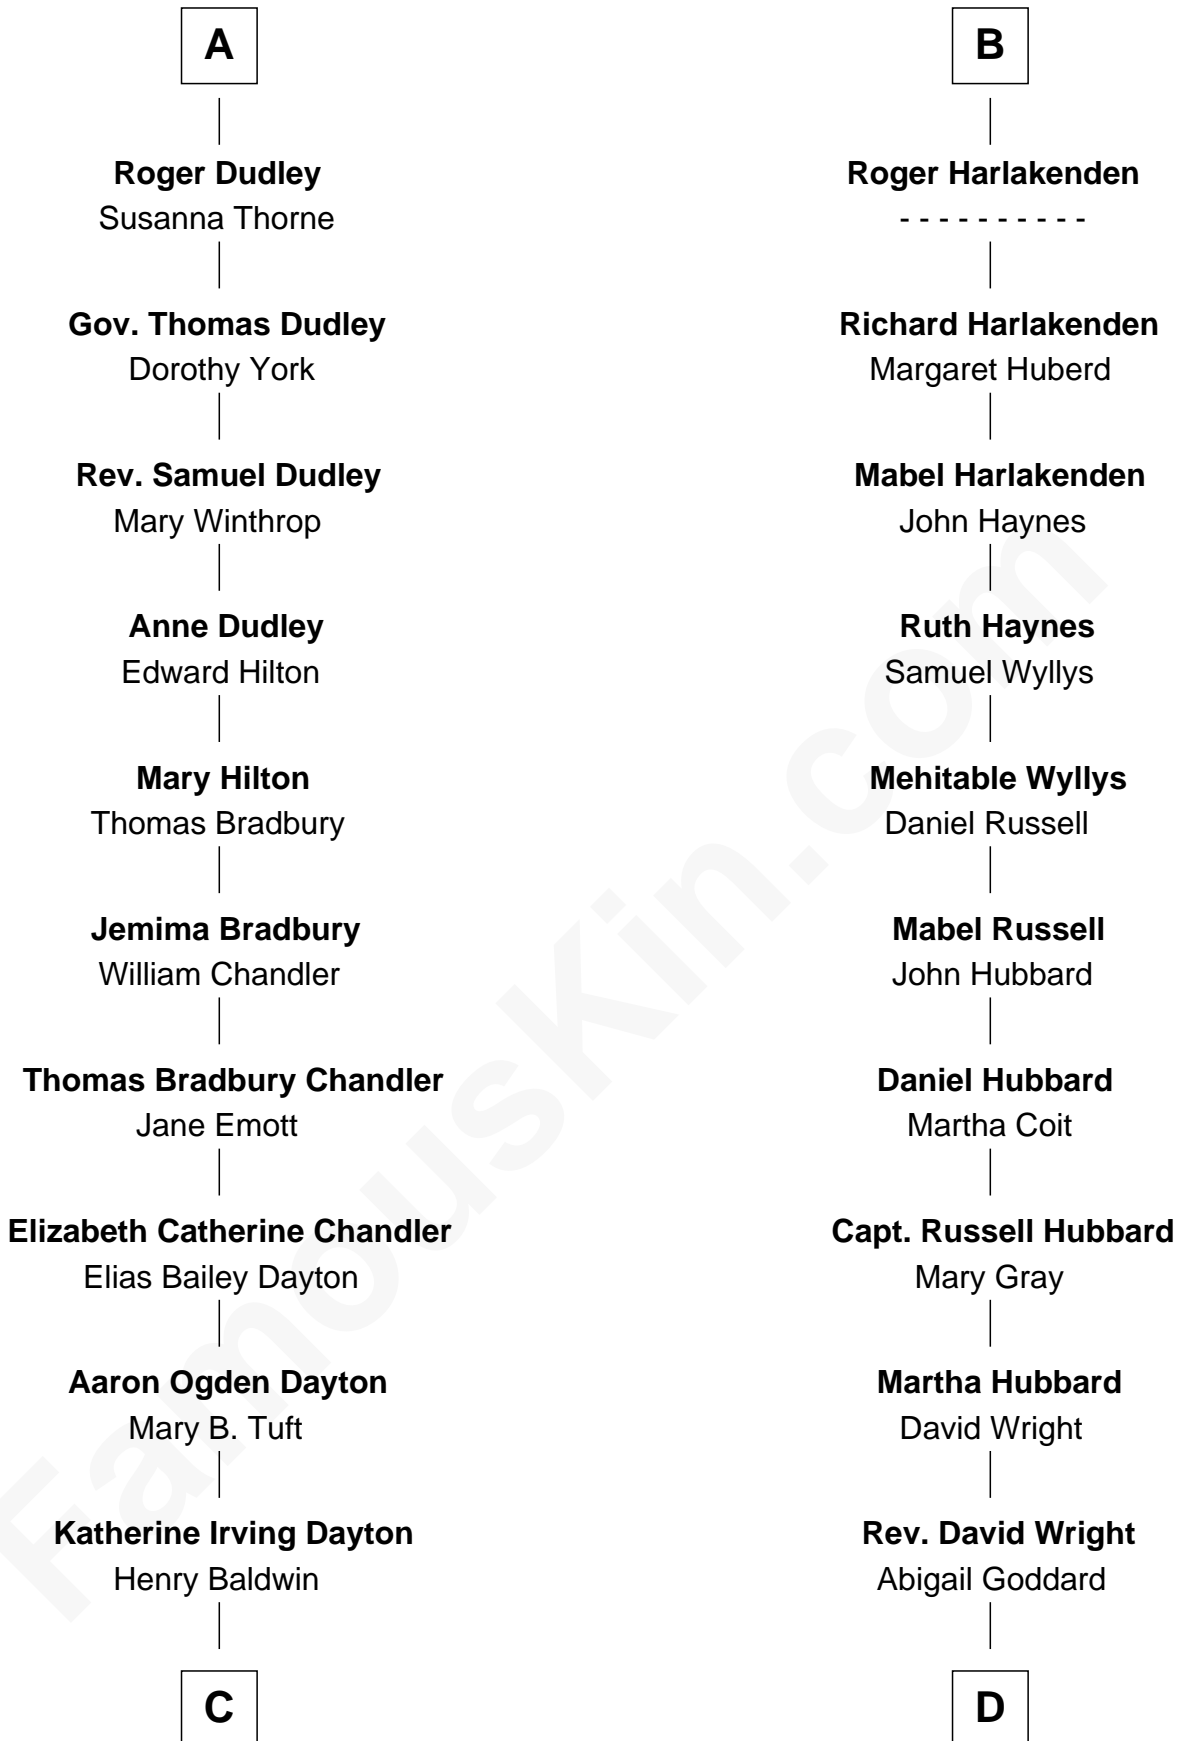 A
Roger Dudley
Susanna Thorne
Gov. Thomas Dudley
Dorothy York
Rev. Samuel Dudley
Mary Winthrop
Anne Dudley
Edward Hilton
Mary Hilton
Thomas Bradbury
Jemima Bradbury
William Chandler
Thomas Bradbury Chandler
Jane Emott
Elizabeth Catherine Chandler
Elias Bailey Dayton
Aaron Ogden Dayton
Mary B. Tuft
Katherine Irving Dayton
Henry Baldwin
C
B
Roger Harlakenden
- - - - - - - - - -
Richard Harlakenden
Margaret Huberd
Mabel Harlakenden
John Haynes
Ruth Haynes
Samuel Wyllys
Mehitable Wyllys
Daniel Russell
Mabel Russell
John Hubbard
Daniel Hubbard
Martha Coit
Capt. Russell Hubbard
Mary Gray
Martha Hubbard
David Wright
Rev. David Wright
Abigail Goddard
D
FamousKin.com